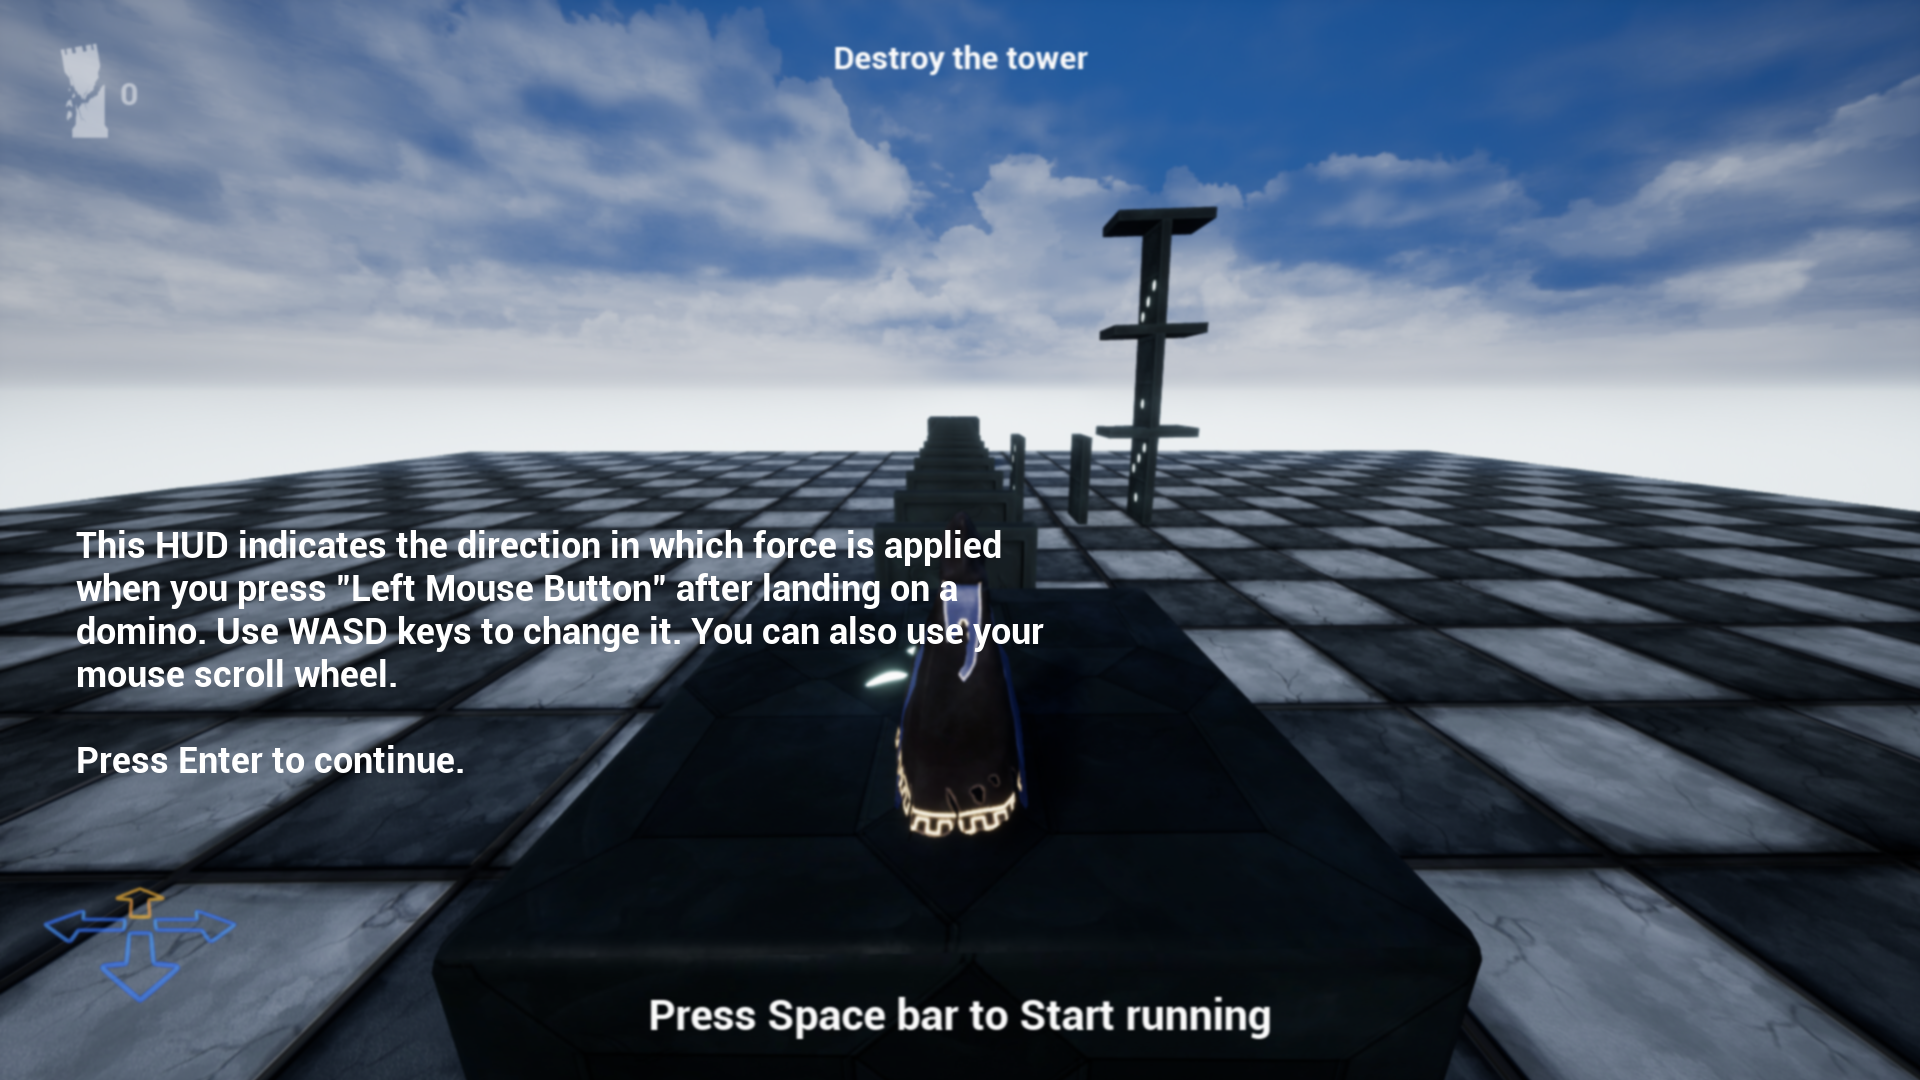 Destroy the tower
0
This HUD indicates the direction in which force is applied
when you press "Left Mouse Button" after landing on a
domino. Use WASD keys to change it. You can also use your
mouse scroll wheel.
Press Enter to continue.
Press Space bar to Start running